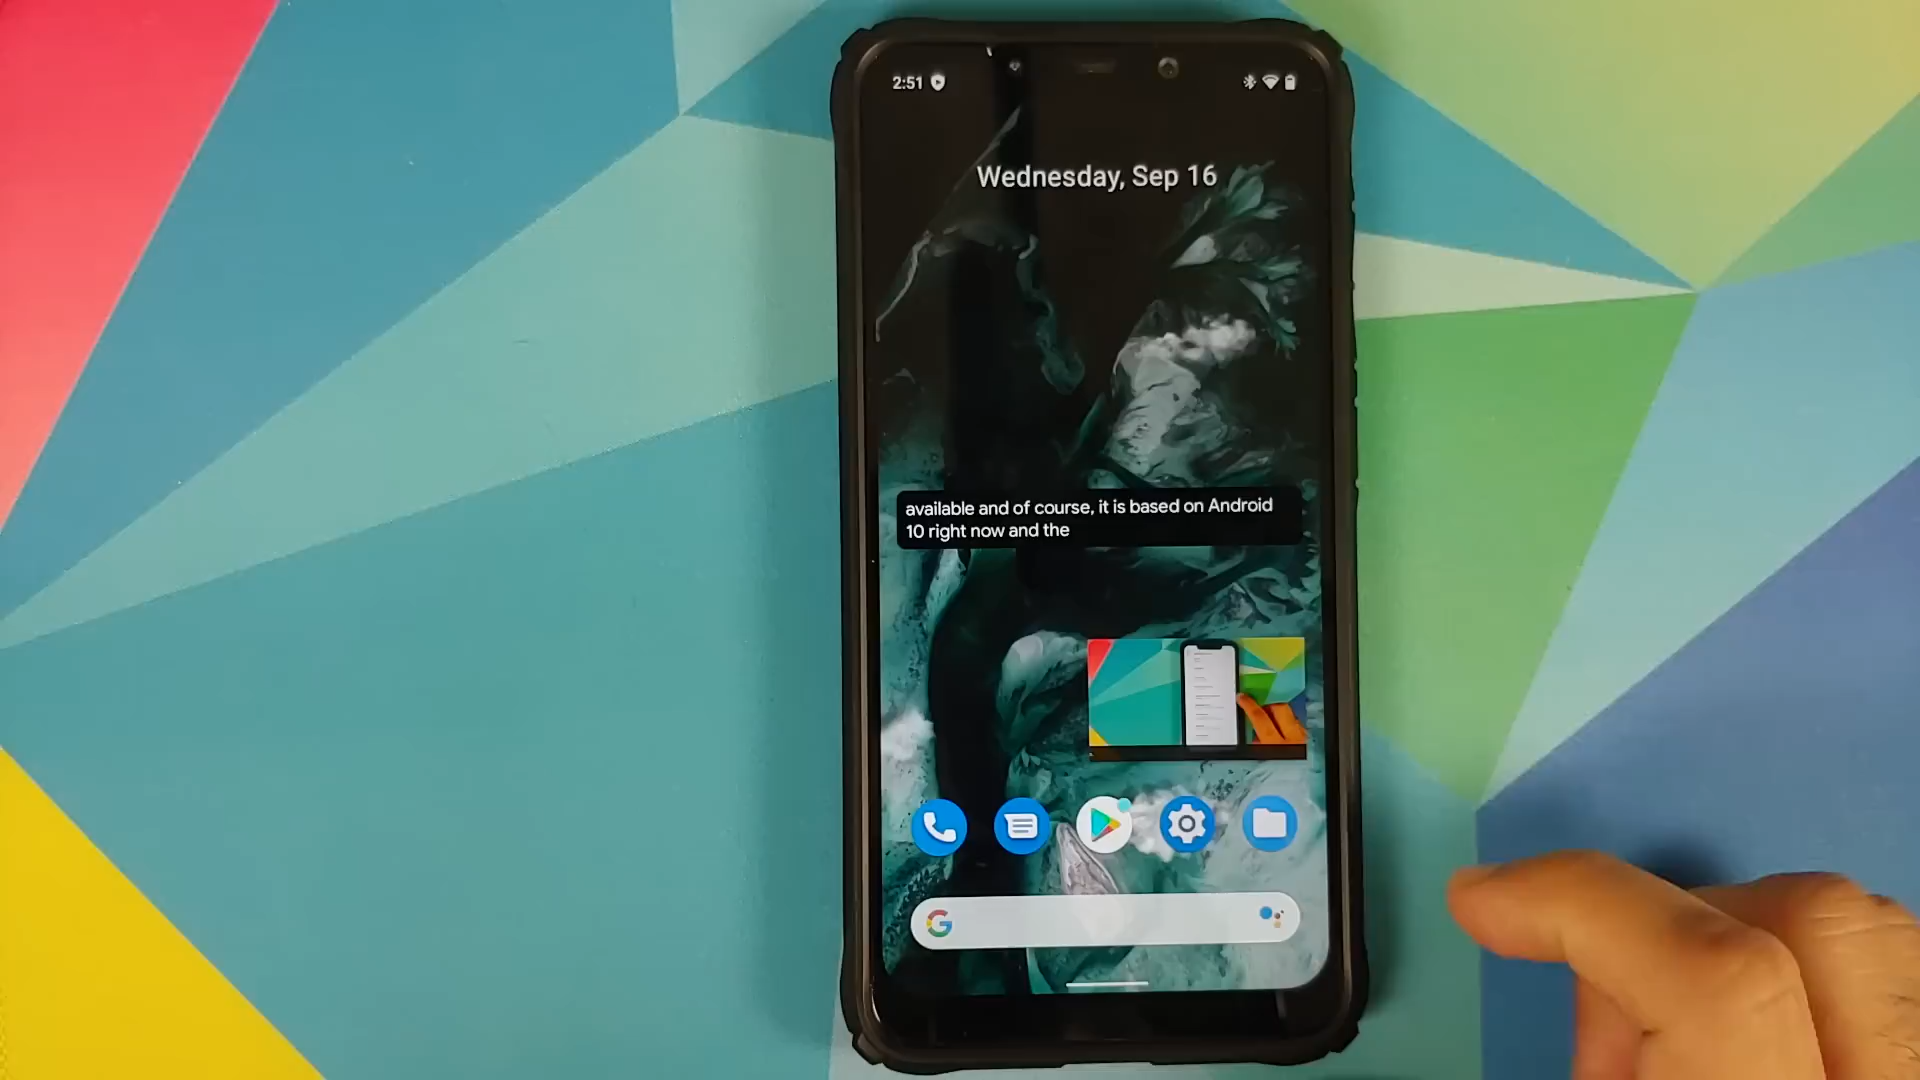 2:51
Wednesday, Sep 16
available and of course, it is based on Android
10 right now and the